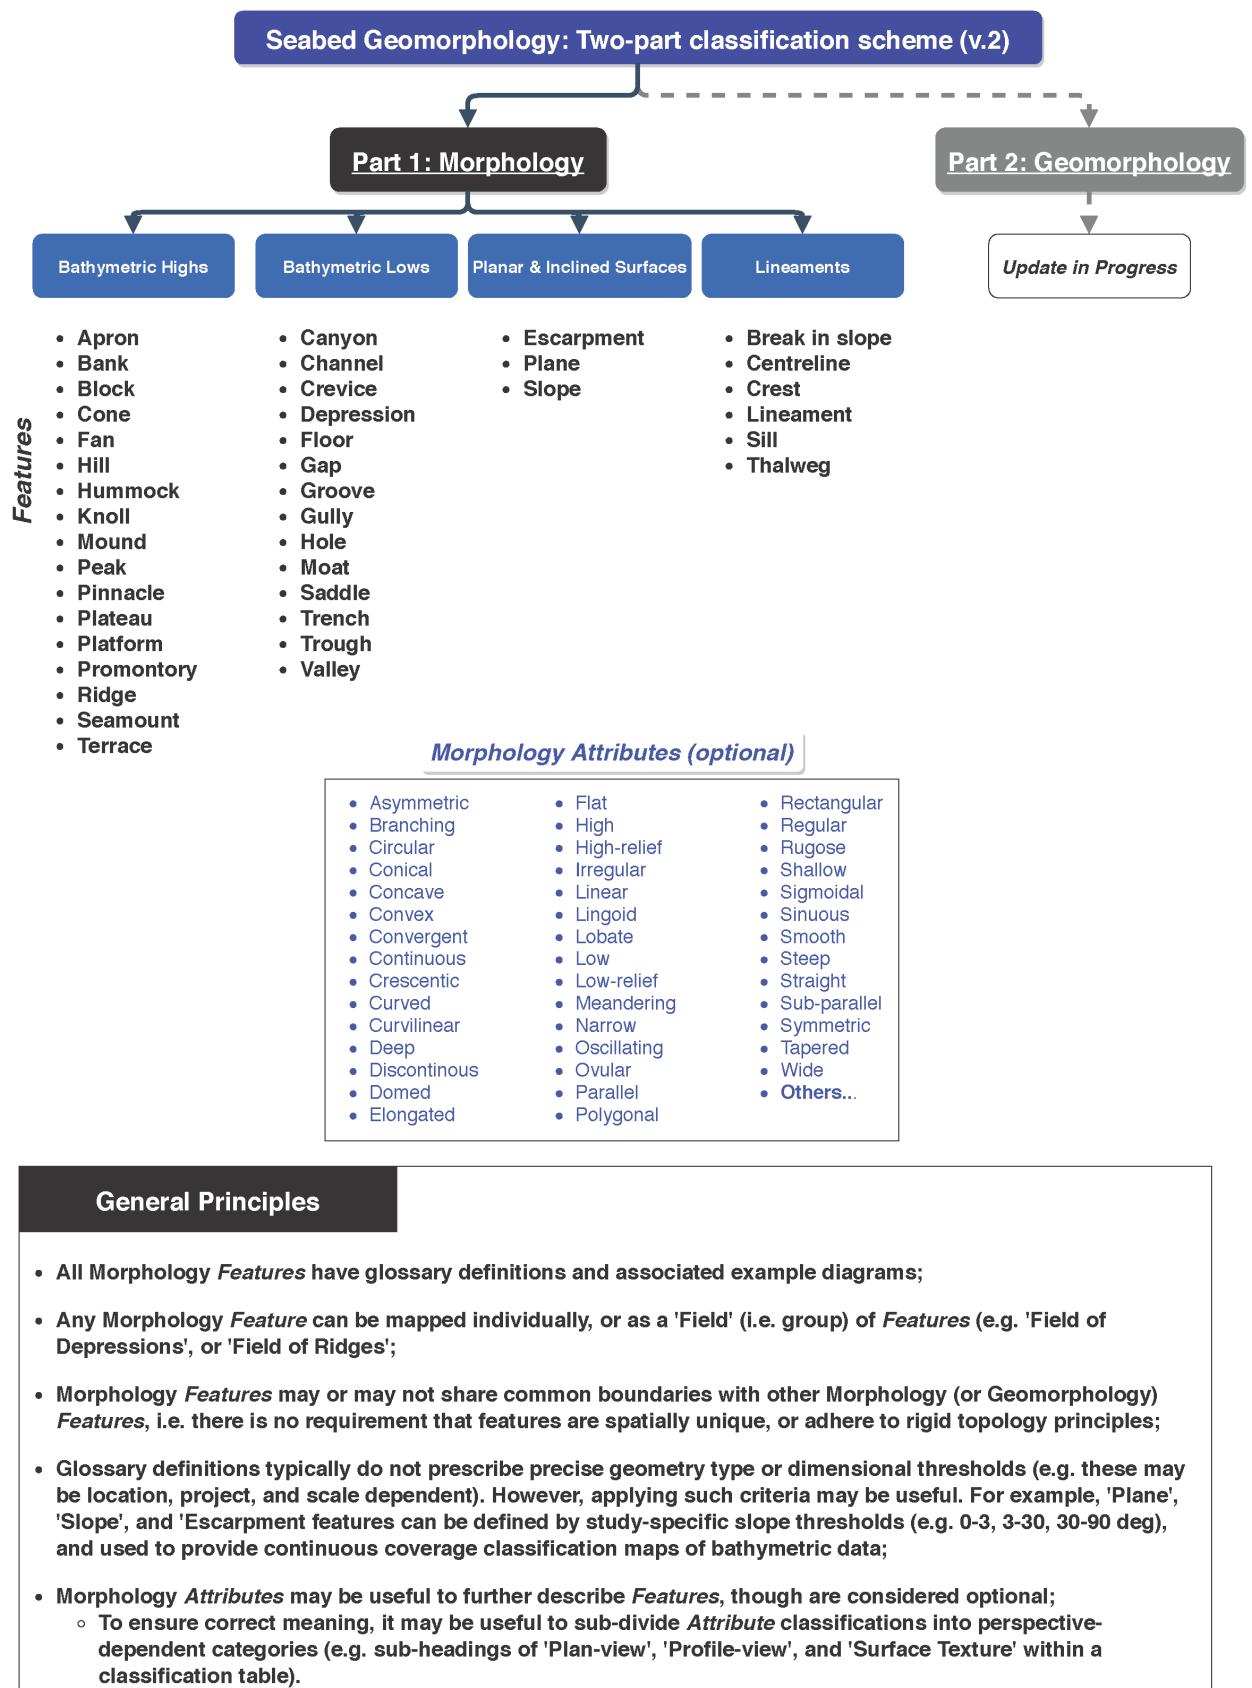 Seabed Geomorphology: Two-part classification scheme (v.2)
Part 1: Morphology
Part 2: Geomorphology
Bathymetric Highs
Bathymetric Lows
Planar & Inclined Surfaces
Lineaments
Update in Progress
Features
• Apron
• Bank
• Block
• Cone
• Fan
• Hill
• Hummock
• Knoll
• Mound
• Peak
• Pinnacle
• Plateau
• Platform
• Promontory
• Ridge
• Seamount
• Terrace
• Canyon
• Channel
• Crevice
• Depression
• Floor
• Gap
• Groove
• Gully
• Hole
• Moat
• Saddle
• Trench
• Trough
• Valley
• Escarpment
• Plane
• Slope
• Break in slope
• Centreline
• Crest
• Lineament
• Sill
• Thalweg
Morphology Attributes (optional)
• Asymmetric
• Branching
• Circular
• Conical
• Concave
• Convex
• Convergent
• Continuous
• Crescentic
• Curved
• Curvilinear
• Deep
• Discontinous
• Domed
• Elongated
• Flat
• High
• High-relief
• Irregular
• Linear
• Lingoid
• Lobate
• Low
• Low-relief
• Meandering
• Narrow
• Oscillating
• Ovular
• Parallel
• Polygonal
• Rectangular
• Regular
• Rugose
• Shallow
• Sigmoidal
• Sinuous
• Smooth
• Steep
• Straight
• Sub-parallel
• Symmetric
• Tapered
• Wide
• Others...
General Principles
• All Morphology Features have glossary definitions and associated example diagrams;
• Any Morphology Feature can be mapped individually, or as a 'Field' (i.e. group) of Features (e.g. 'Field of
Depressions', or 'Field of Ridges';
• Morphology Features may or may not share common boundaries with other Morphology (or Geomorphology)
Features, i.e. there is no requirement that features are spatially unique, or adhere to rigid topology principles;
• Glossary definitions typically do not prescribe precise geometry type or dimensional thresholds (e.g. these may
be location, project, and scale dependent). However, applying such criteria may be useful. For example, 'Plane',
'Slope', and 'Escarpment features can be defined by study-specific slope thresholds (e.g. 0-3, 3-30, 30-90 deg),
and used to provide continuous coverage classification maps of bathymetric data;
• Morphology Attributes may be useful to further describe Features, though are considered optional;
◦ To ensure correct meaning, it may be useful to sub-divide Attribute classifications into perspective-
dependent categories (e.g. sub-headings of 'Plan-view', 'Profile-view', and 'Surface Texture' within a
classification table).